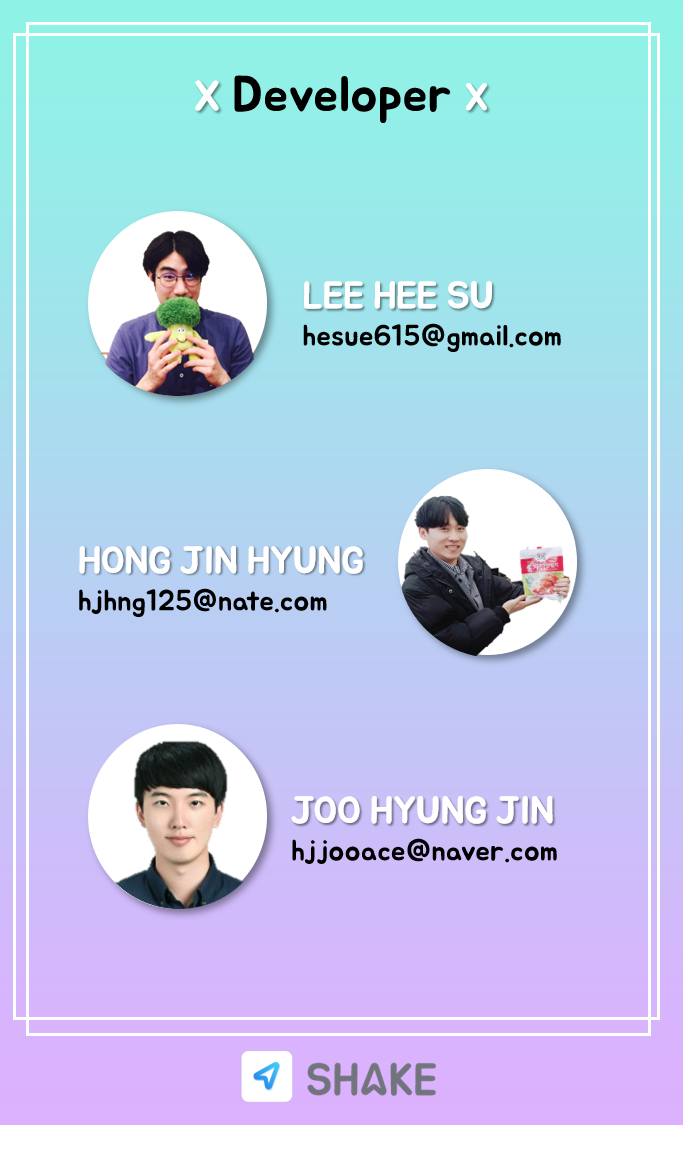 X Developer X
LEE HEE SU
hesue615@gmail.com
HONG JIN HYUNG
hjhng125@nate.com
JOO HYUNG JIN
hjjooace@naver.com
SHAKE